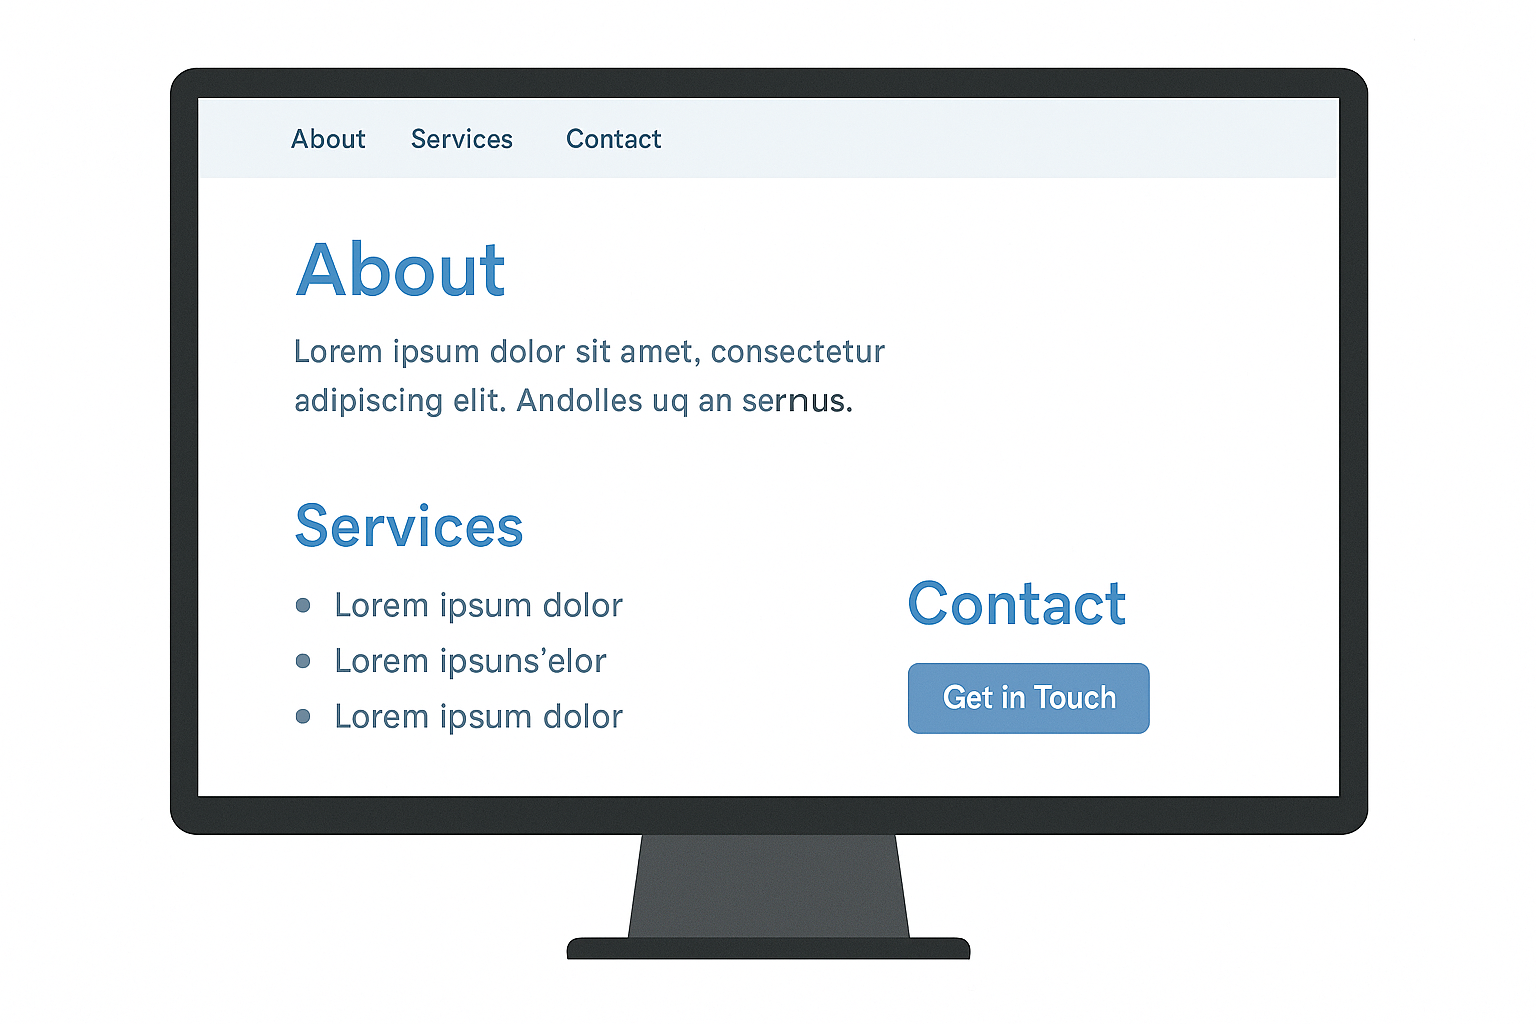 About Services Contact
About
Lorem ipsum dolor sit amet, consectetur
adipiscing elit. Andolles uq an sernus.
Services
Lorem ipsum dolor
Lorem ipsuns’elor
Lorem ipsum dolor
Contact
Get in Touch